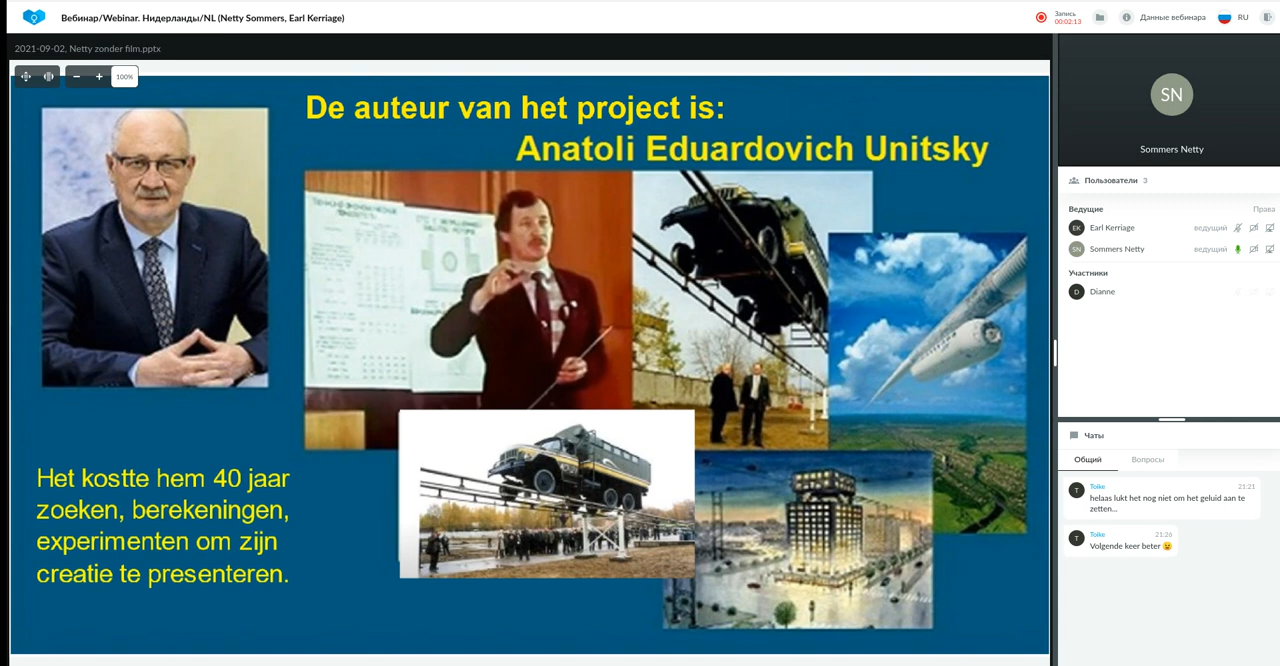 Вебинар/Webinar. Нидерланды/NL (Netty Sommers, Earl Kerriage)
Запись
00:02:13
Данные вебинара
RU
2021-09-02, Netty zonder film.pptx
100%
De auteur van het project is:
Anatoli Eduardovich Unitsky
Het kostte hem 40 jaar
zoeken, berekeningen,
experimenten om zijn
creatie te presenteren.
SN
Sommers Netty
Пользователи 3
Ведущие Права
EK Earl Kerriage ведущий
SN Sommers Netty ведущий
Участники
D Dianne
Чаты
Общий Вопросы
T Toike 21:21
helaas lukt het nog niet om het geluid aan te
zetten...
T Toike 21:26
Volgende keer beter 😉